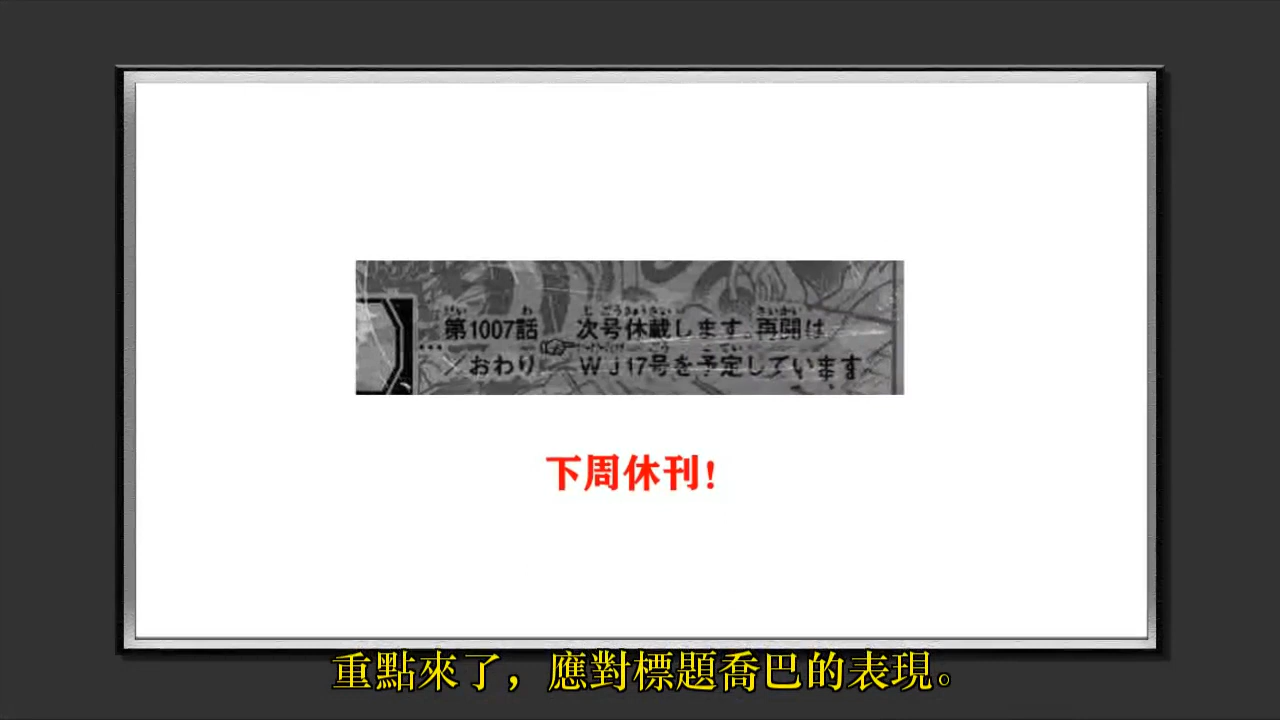 第1007話
おわり
次号休載します。再開は
WJ17号を予定しています。
下周休刊!
重點來了，應對標題喬巴的表現。